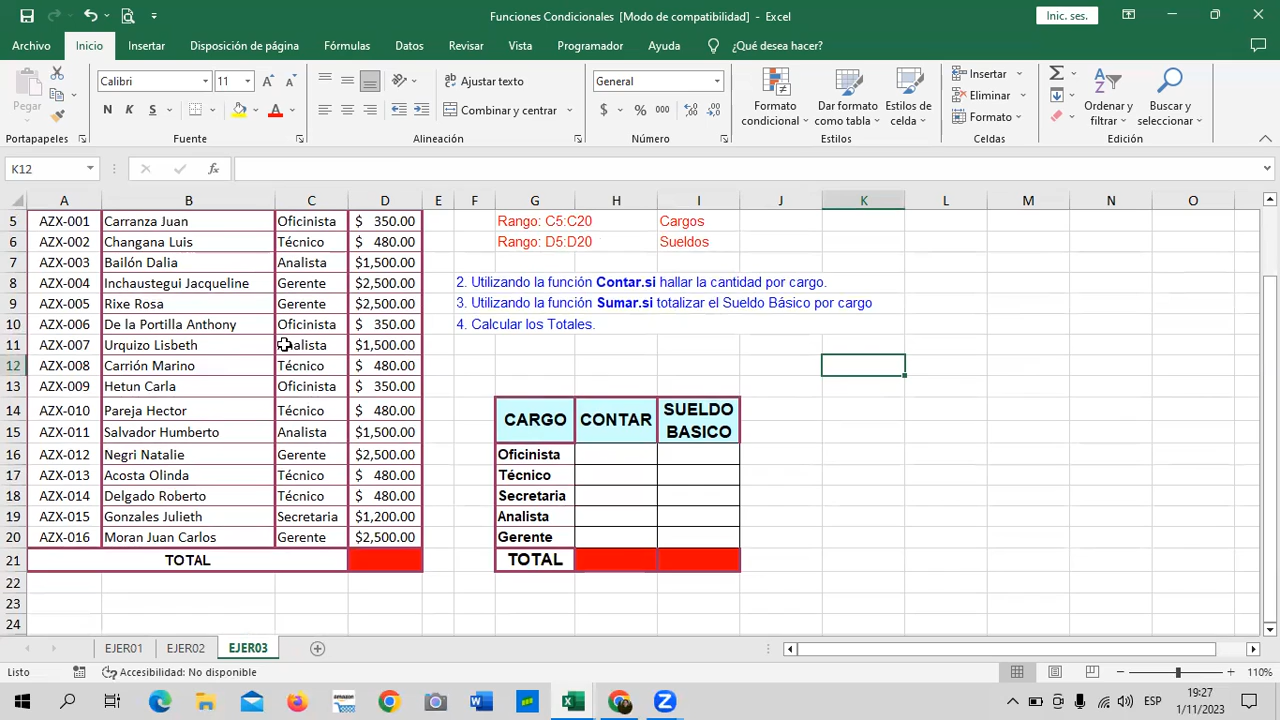 Funciones Condicionales [Modo de compatibilidad] - Excel
Inic. ses.
Archivo Inicio Insertar Disposición de página Fórmulas Datos Revisar Vista Programador Ayuda ¿Qué desea hacer?
Pegar
Calibri 11
N K S
Ajustar texto
Combinar y centrar
General
$ % 000
Formato condicional
Dar formato como tabla
Estilos de celda
Insertar
Eliminar
Formato
Ordenar y filtrar
Buscar y seleccionar
Portapapeles Fuente Alineación Número Estilos Celdas Edición
K12
A B C D E F G H I J K L M N O
5 AZX-001 Carranza Juan Oficinista $ 350.00 Rango: C5:C20 Cargos
6 AZX-002 Changana Luis Técnico $ 480.00 Rango: D5:D20 Sueldos
7 AZX-003 Bailón Dalia Analista $1,500.00
8 AZX-004 Inchaustegui Jacqueline Gerente $2,500.00 2. Utilizando la función Contar.si hallar la cantidad por cargo.
9 AZX-005 Rixe Rosa Gerente $2,500.00 3. Utilizando la función Sumar.si totalizar el Sueldo Básico por cargo
10 AZX-006 De la Portilla Anthony Oficinista $ 350.00 4. Calcular los Totales.
11 AZX-007 Urquizo Lisbeth Analista $1,500.00
12 AZX-008 Carrión Marino Técnico $ 480.00
13 AZX-009 Hetun Carla Oficinista $ 350.00
14 AZX-010 Pareja Hector Técnico $ 480.00 CARGO CONTAR SUELDO
15 AZX-011 Salvador Humberto Analista $1,500.00 BASICO
16 AZX-012 Negri Natalie Gerente $2,500.00 Oficinista
17 AZX-013 Acosta Olinda Técnico $ 480.00 Técnico
18 AZX-014 Delgado Roberto Técnico $ 480.00 Secretaria
19 AZX-015 Gonzales Julieth Secretaria $1,200.00 Analista
20 AZX-016 Moran Juan Carlos Gerente $2,500.00 Gerente
21 TOTAL TOTAL
22
23
24
EJER01 EJER02 EJER03
Listo Accesibilidad: No disponible 110%
ESP
19:27
1/11/2023